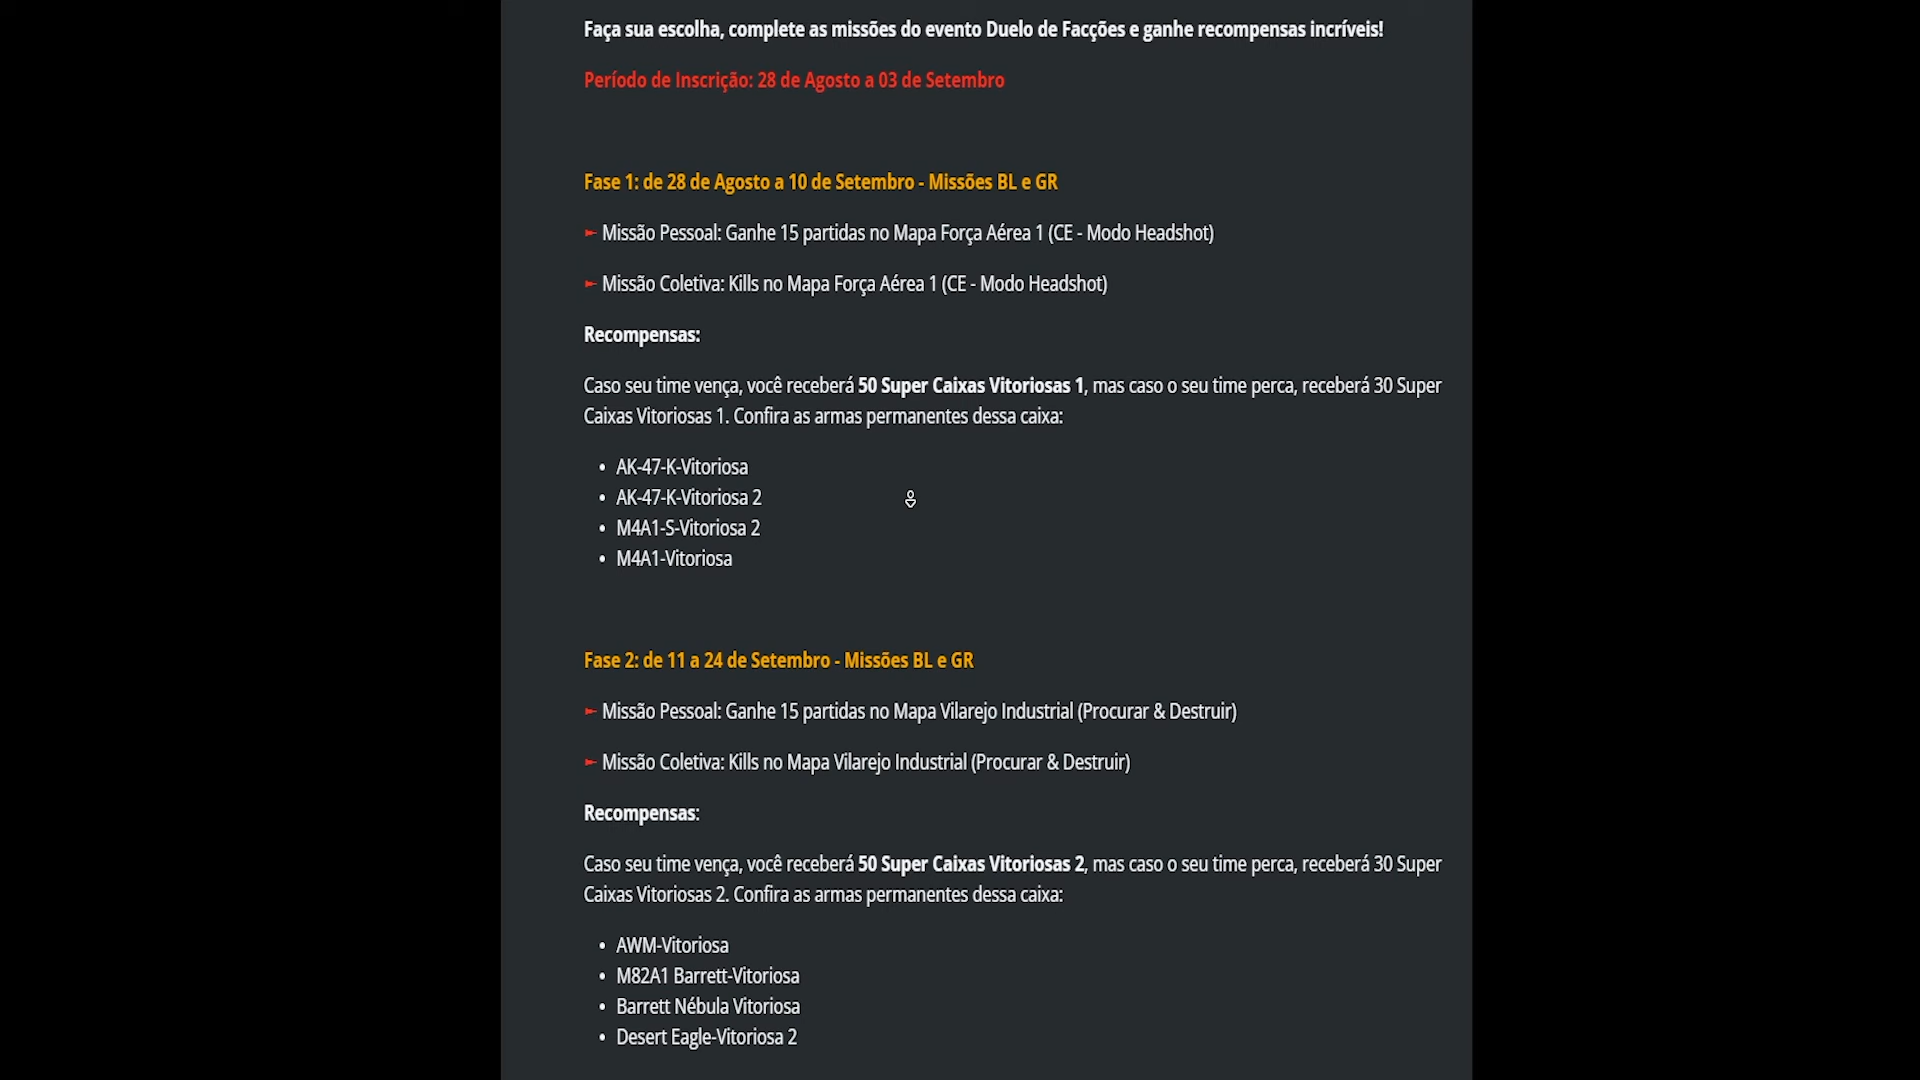 Faça sua escolha, complete as missões do evento Duelo de Facções e ganhe recompensas incríveis!
Período de Inscrição: 28 de Agosto a 03 de Setembro
Fase 1: de 28 de Agosto a 10 de Setembro - Missões BL e GR
► Missão Pessoal: Ganhe 15 partidas no Mapa Força Aérea 1 (CE - Modo Headshot)
► Missão Coletiva: Kills no Mapa Força Aérea 1 (CE - Modo Headshot)
Recompensas:
Caso seu time vença, você receberá 50 Super Caixas Vitoriosas 1, mas caso o seu time perca, receberá 30 Super
Caixas Vitoriosas 1. Confira as armas permanentes dessa caixa:
• AK-47-K-Vitoriosa
• AK-47-K-Vitoriosa 2
• M4A1-S-Vitoriosa 2
• M4A1-Vitoriosa
Fase 2: de 11 a 24 de Setembro - Missões BL e GR
► Missão Pessoal: Ganhe 15 partidas no Mapa Vilarejo Industrial (Procurar & Destruir)
► Missão Coletiva: Kills no Mapa Vilarejo Industrial (Procurar & Destruir)
Recompensas:
Caso seu time vença, você receberá 50 Super Caixas Vitoriosas 2, mas caso o seu time perca, receberá 30 Super
Caixas Vitoriosas 2. Confira as armas permanentes dessa caixa:
• AWM-Vitoriosa
• M82A1 Barrett-Vitoriosa
• Barrett Nébula Vitoriosa
• Desert Eagle-Vitoriosa 2